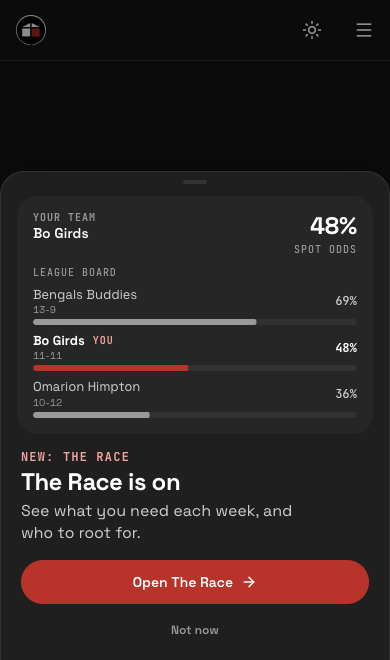 YOUR TEAM
Bo Girds
48%
SPOT ODDS
LEAGUE BOARD
Bengals Buddies
13-9
69%
Bo Girds YOU
11-11
48%
Omarion Himpton
10-12
36%
NEW: THE RACE
The Race is on
See what you need each week, and
who to root for.
Open The Race →
Not now